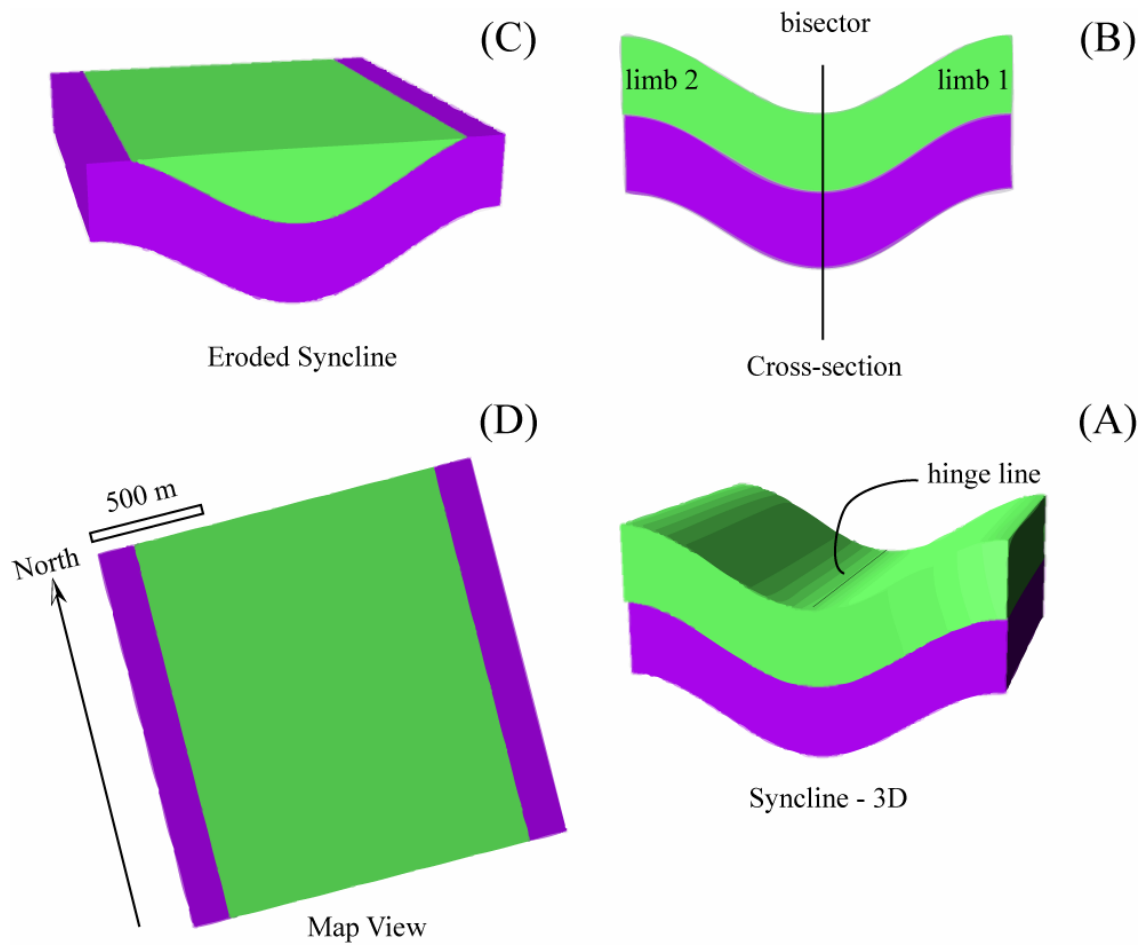 (C)
Eroded Syncline
bisector
(B)
limb 2
limb 1
Cross-section
(D)
500 m
North
Map View
(A)
hinge line
Syncline - 3D